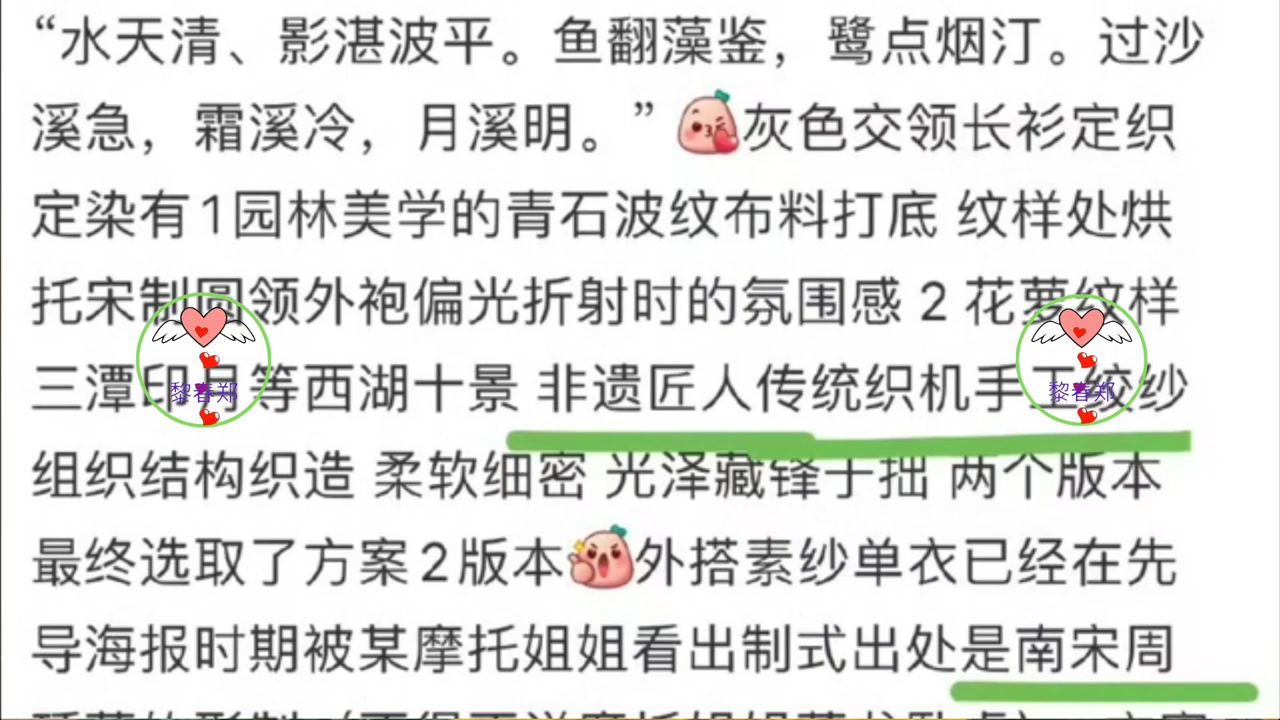 “水天清、影湛波平。鱼翻藻鉴，鹭点烟汀。过沙
溪急，霜溪冷，月溪明。”灰色交领长衫定织
定染有1园林美学的青石波纹布料打底 纹样处烘
托宋制圆领外袍偏光折射时的氛围感 2 花萝纹样
三潭印月等西湖十景 非遗匠人传统织机手工绞纱
黎春郑
黎春郑
组织结构织造 柔软细密 光泽藏锋于拙 两个版本
最终选取了方案2版本外搭素纱单衣已经在先
导海报时期被某摩托姐姐看出制式出处是南宋周